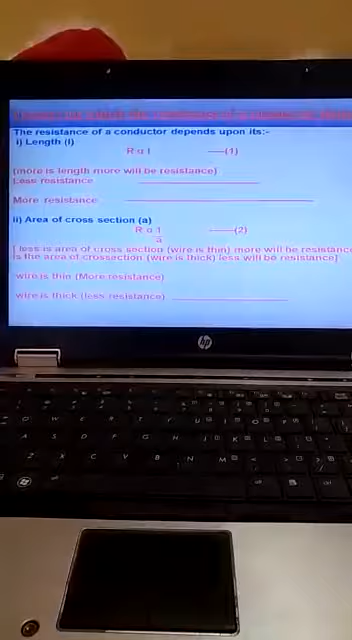 The resistance of a conductor depends upon its:-
i) Length (l)
R α l ——(1)
(more is length more will be resistance)
Less resistance
More resistance
ii) Area of cross section (a)
R α 1 ——(2)
a
[ less is area of cross section (wire is thin) more will be resistance
is the area of crossection (wire is thick) less will be resistance]
wire is thin (More resistance)
wire is thick (less resistance)
hp